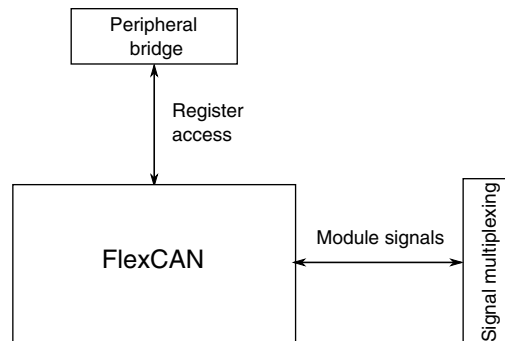 Peripheral
bridge
Register
access
FlexCAN
Module signals
Signal multiplexing